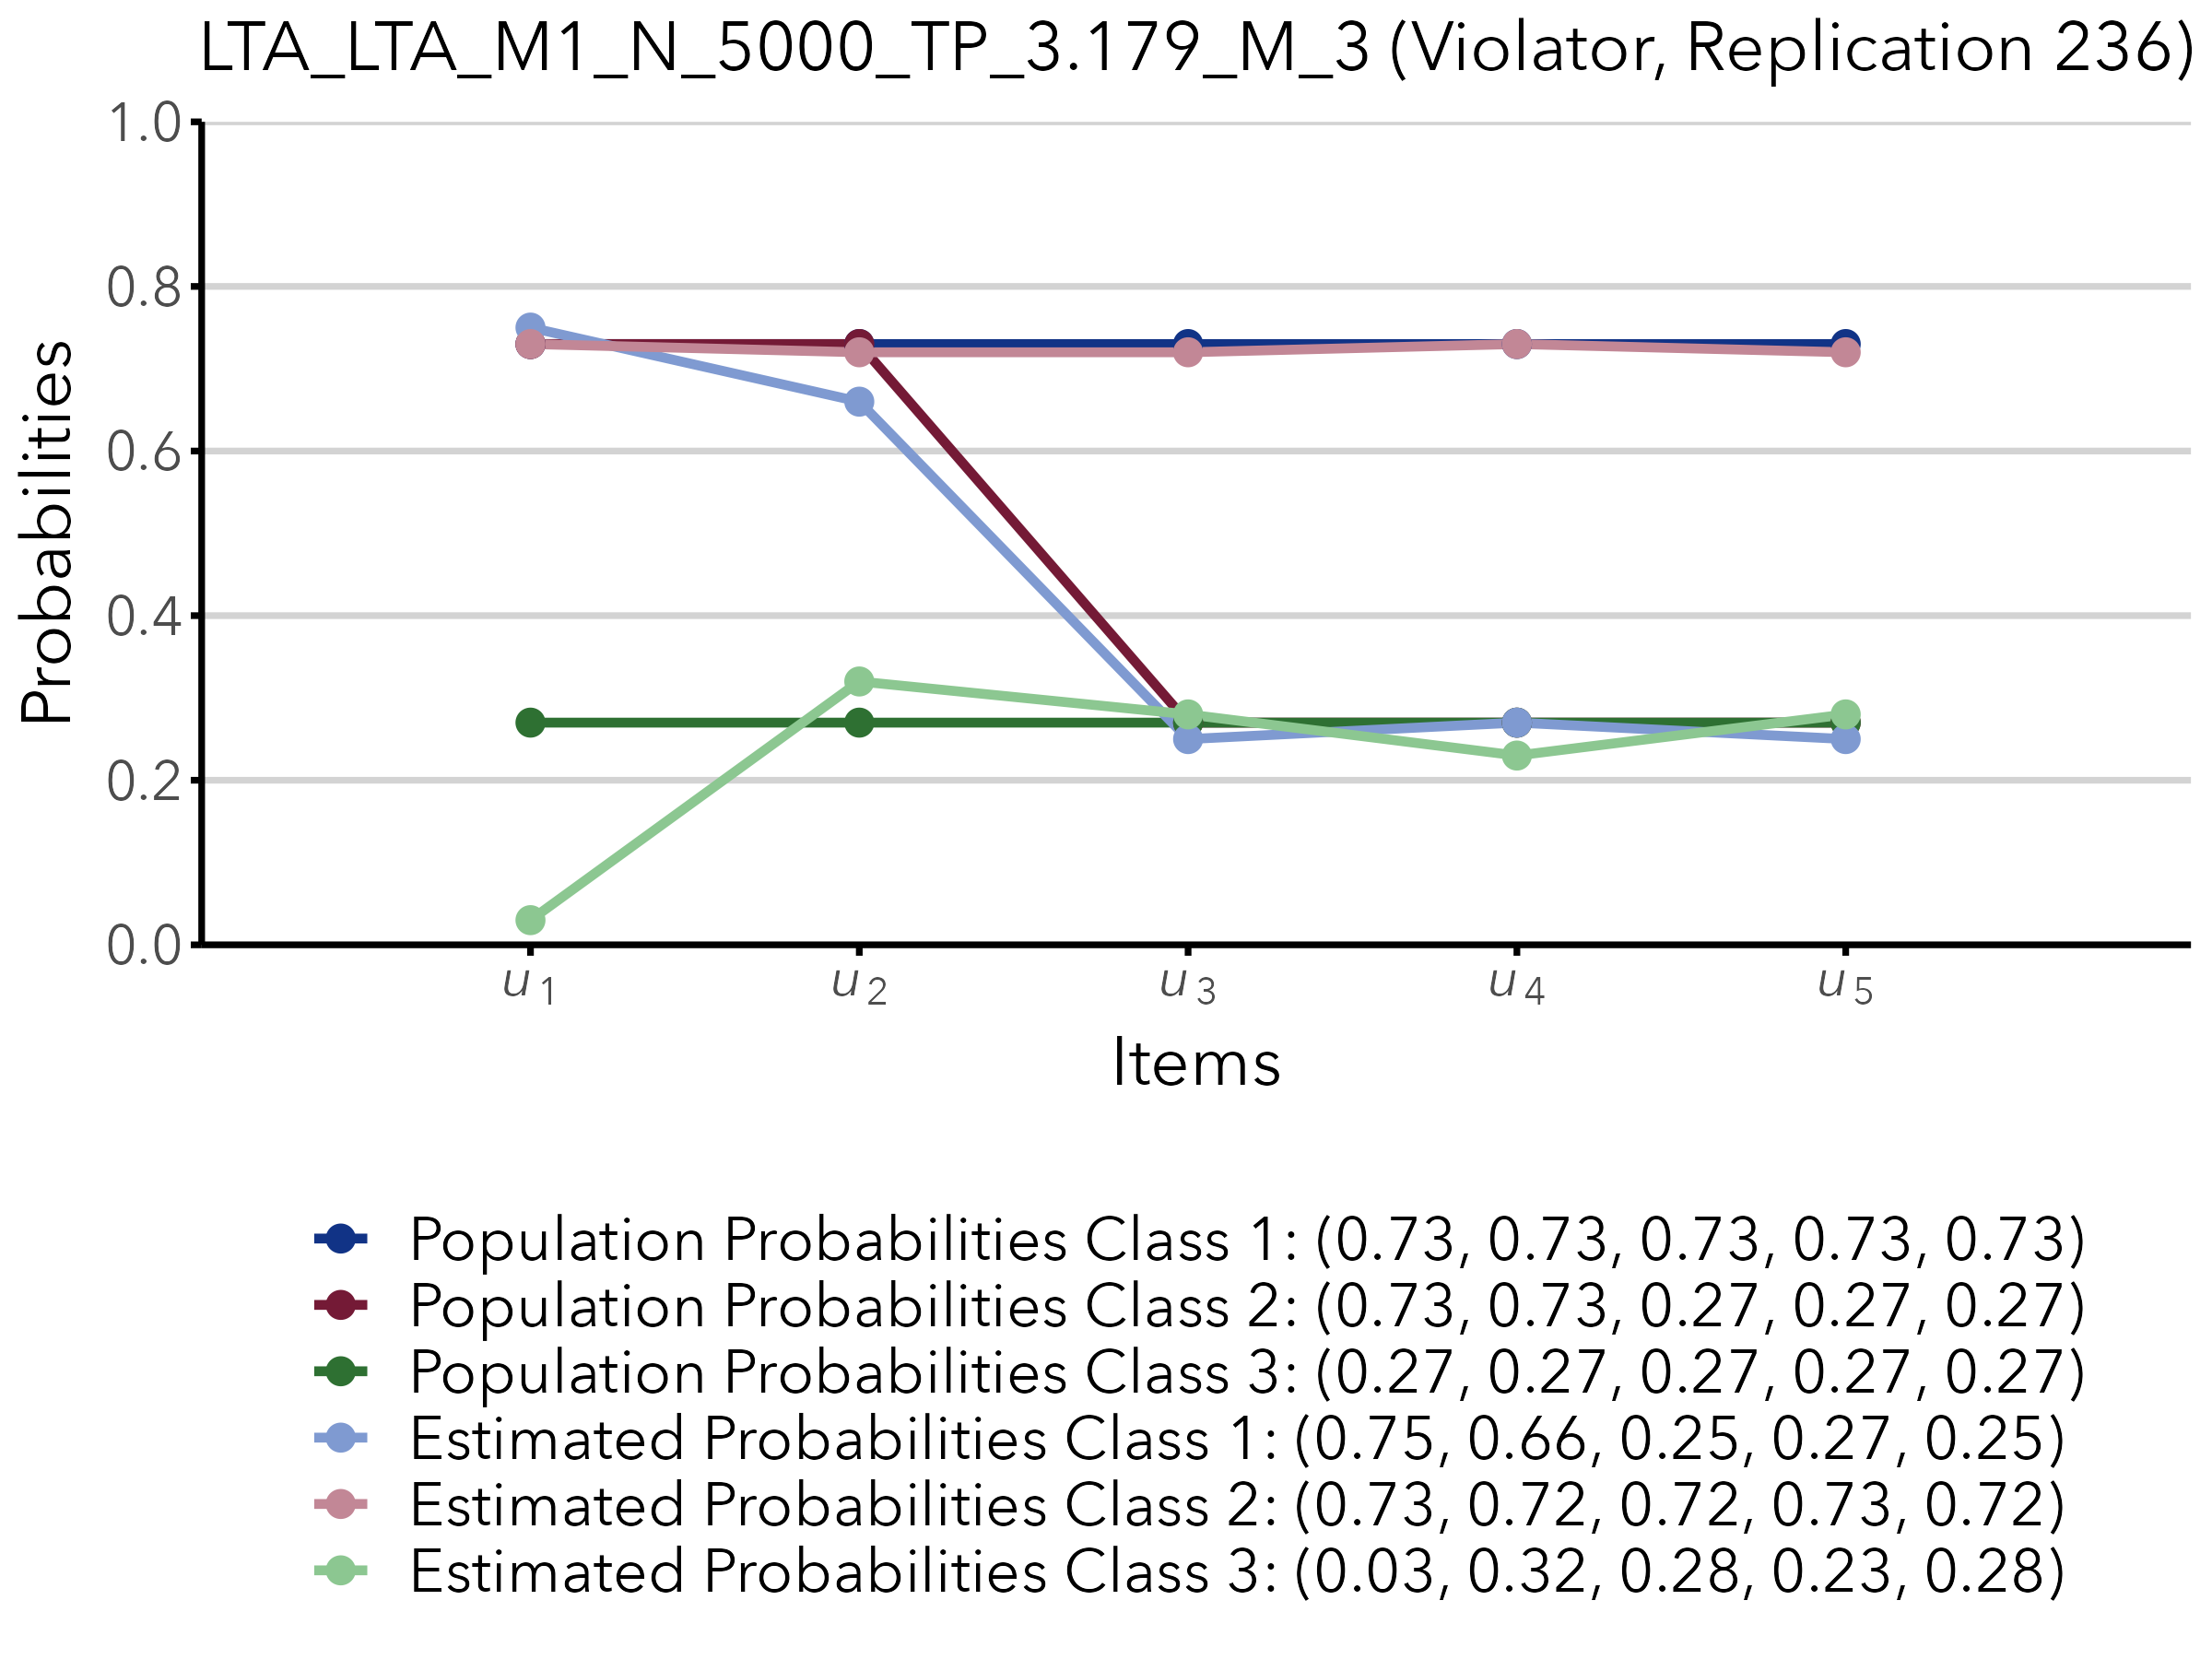 LTA_LTA_M1_N_5000_TP_3.179_M_3 (Violator, Replication 236)
1.0
0.8
0.6
0.4
0.2
0.0
Probabilities
u1 u2 u3 u4 u5
Items
Population Probabilities Class 1: (0.73, 0.73, 0.73, 0.73, 0.73)
Population Probabilities Class 2: (0.73, 0.73, 0.27, 0.27, 0.27)
Population Probabilities Class 3: (0.27, 0.27, 0.27, 0.27, 0.27)
Estimated Probabilities Class 1: (0.75, 0.66, 0.25, 0.27, 0.25)
Estimated Probabilities Class 2: (0.73, 0.72, 0.72, 0.73, 0.72)
Estimated Probabilities Class 3: (0.03, 0.32, 0.28, 0.23, 0.28)